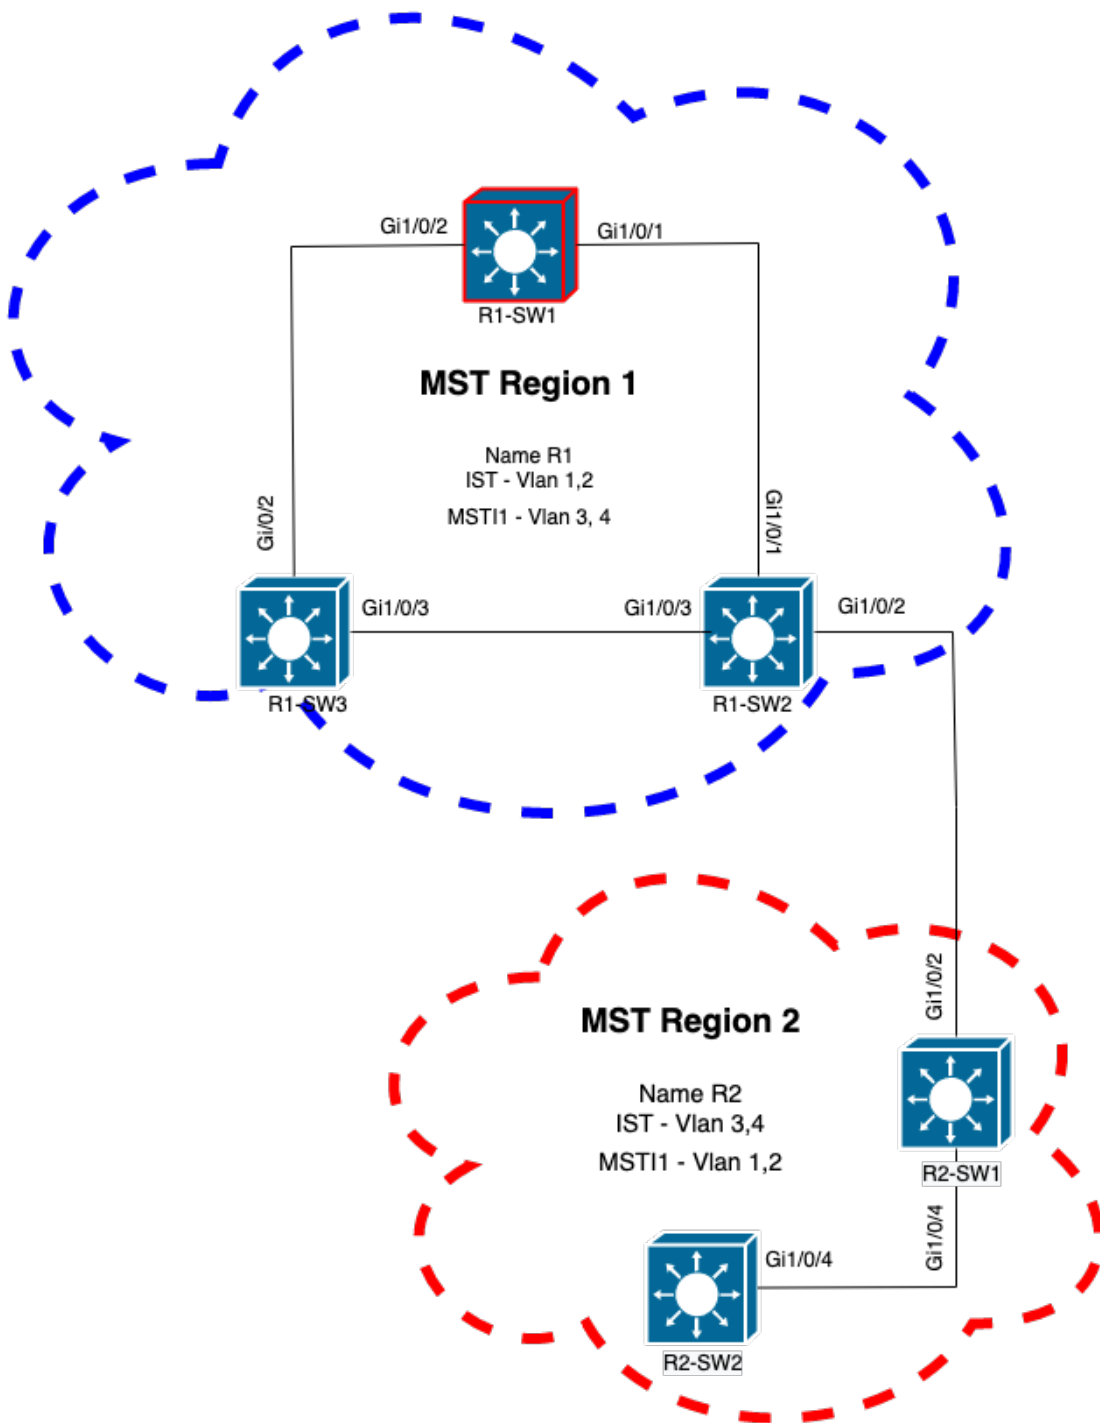 Gi1/0/2
Gi1/0/1
R1-SW1
MST Region 1
Name R1
IST - Vlan 1,2
MSTI1 - Vlan 3, 4
Gi/0/2
Gi1/0/1
Gi1/0/3
Gi1/0/3
Gi1/0/2
R1-SW3
R1-SW2
Gi1/0/2
MST Region 2
Name R2
IST - Vlan 3,4
MSTI1 - Vlan 1,2
R2-SW1
Gi1/0/4
Gi1/0/4
R2-SW2